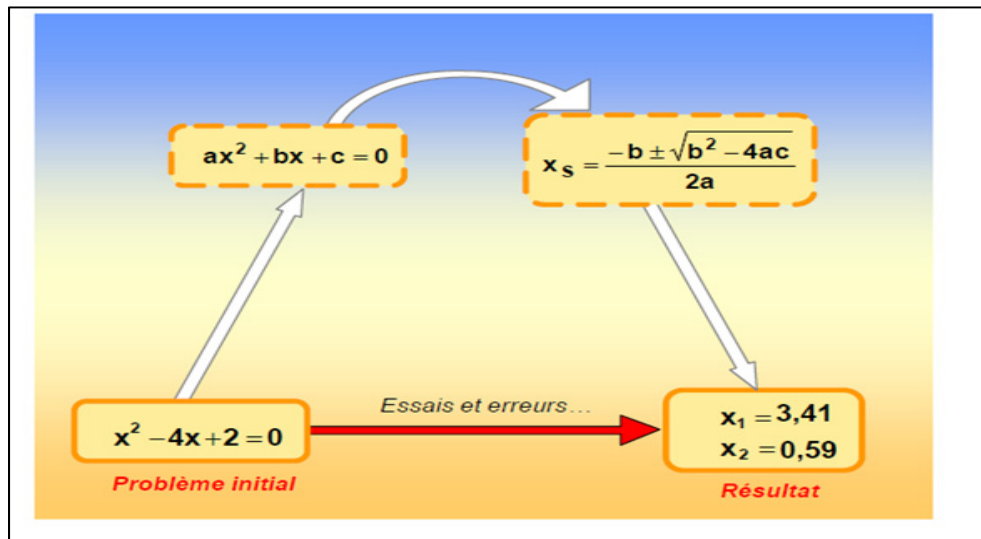 ax² + bx + c = 0
x_S = (-b ± √(b² - 4ac)) / 2a
Essais et erreurs...
x² - 4x + 2 = 0
x₁ = 3,41
x₂ = 0,59
Problème initial
Résultat